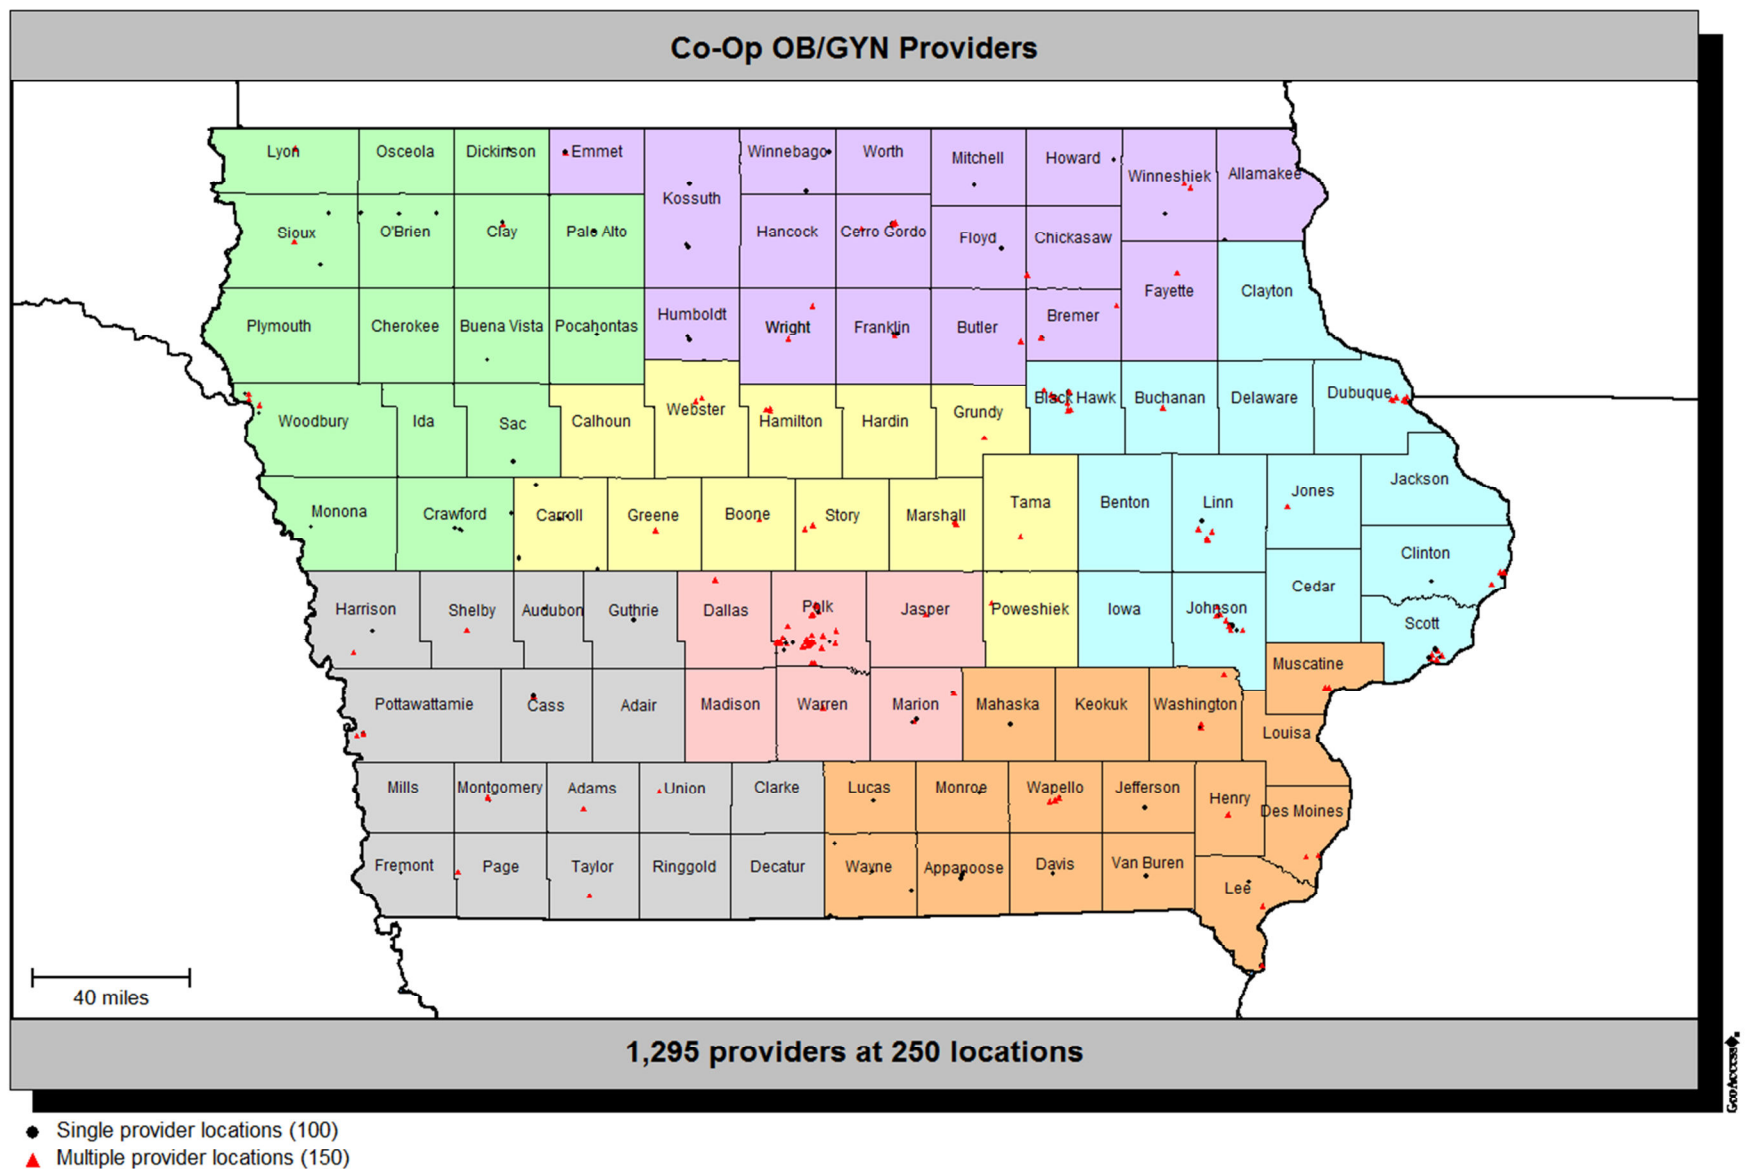 Co-Op OB/GYN Providers
Lyon Osceola Dickinson Emmet Winnebago Worth Mitchell Howard Winneshiek Allamakee
Kossuth
Sioux O'Brien Clay Palo Alto Hancock Cerro Gordo Floyd Chickasaw
Plymouth Cherokee Buena Vista Pocahontas Humboldt Wright Franklin Butler Bremer Fayette Clayton
Woodbury Ida Sac Calhoun Webster Hamilton Hardin Grundy Black Hawk Buchanan Delaware Dubuque
Monona Crawford Carroll Greene Boone Story Marshall Tama Benton Linn Jones Jackson
Clinton
Harrison Shelby Audubon Guthrie Dallas Polk Jasper Poweshiek Iowa Johnson Cedar Scott
Muscatine
Pottawattamie Cass Adair Madison Warren Marion Mahaska Keokuk Washington Louisa
Mills Montgomery Adams Union Clarke Lucas Monroe Wapello Jefferson Henry Des Moines
Fremont Page Taylor Ringgold Decatur Wayne Appanoose Davis Van Buren Lee
40 miles
1,295 providers at 250 locations
GeoAccess
Single provider locations (100)
Multiple provider locations (150)